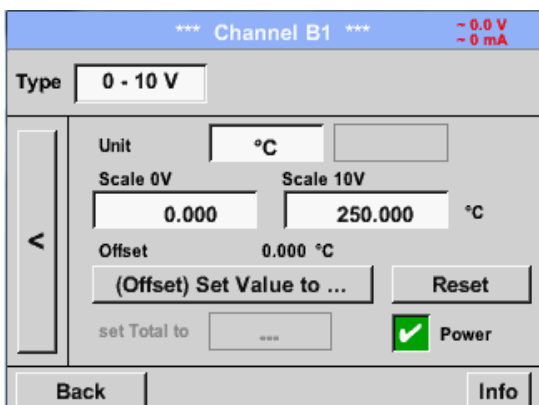 *** Channel B1 ***
~ 0.0 V
~ 0 mA
Type 0 - 10 V
Unit °C
Scale 0V Scale 10V
0.000 250.000 °C
<
Offset 0.000 °C
(Offset) Set Value to ... Reset
set Total to --- ✔ Power
Back Info